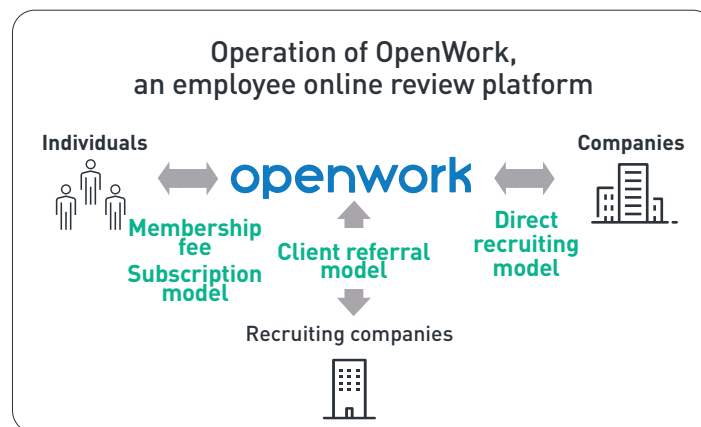 Operation of OpenWork,
an employee online review platform
Individuals
Companies
openwork
Membership
fee
Subscription
model
Client referral
model
Direct
recruiting
model
Recruiting companies